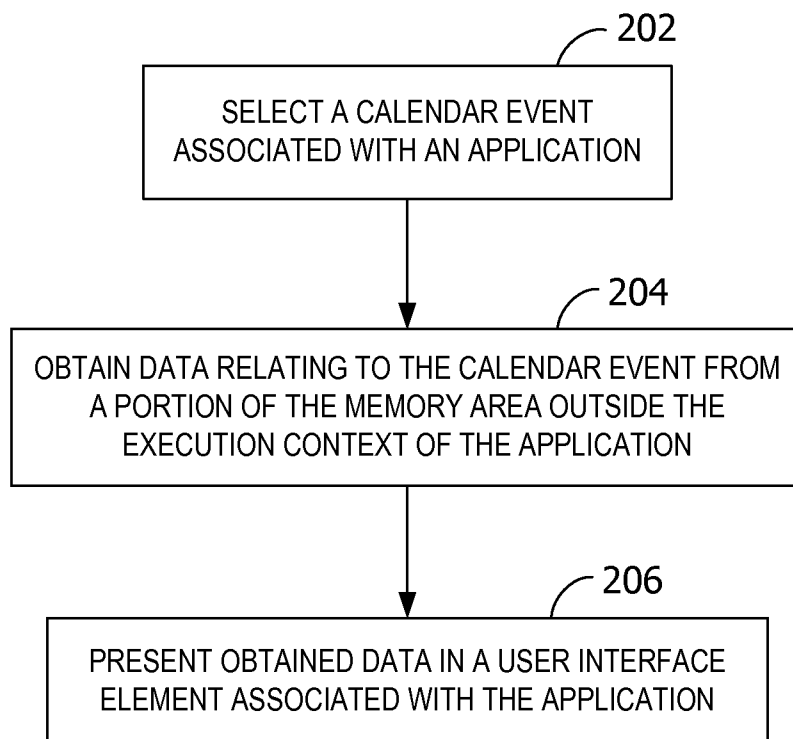 202
SELECT A CALENDAR EVENT
ASSOCIATED WITH AN APPLICATION
204
OBTAIN DATA RELATING TO THE CALENDAR EVENT FROM
A PORTION OF THE MEMORY AREA OUTSIDE THE
EXECUTION CONTEXT OF THE APPLICATION
206
PRESENT OBTAINED DATA IN A USER INTERFACE
ELEMENT ASSOCIATED WITH THE APPLICATION